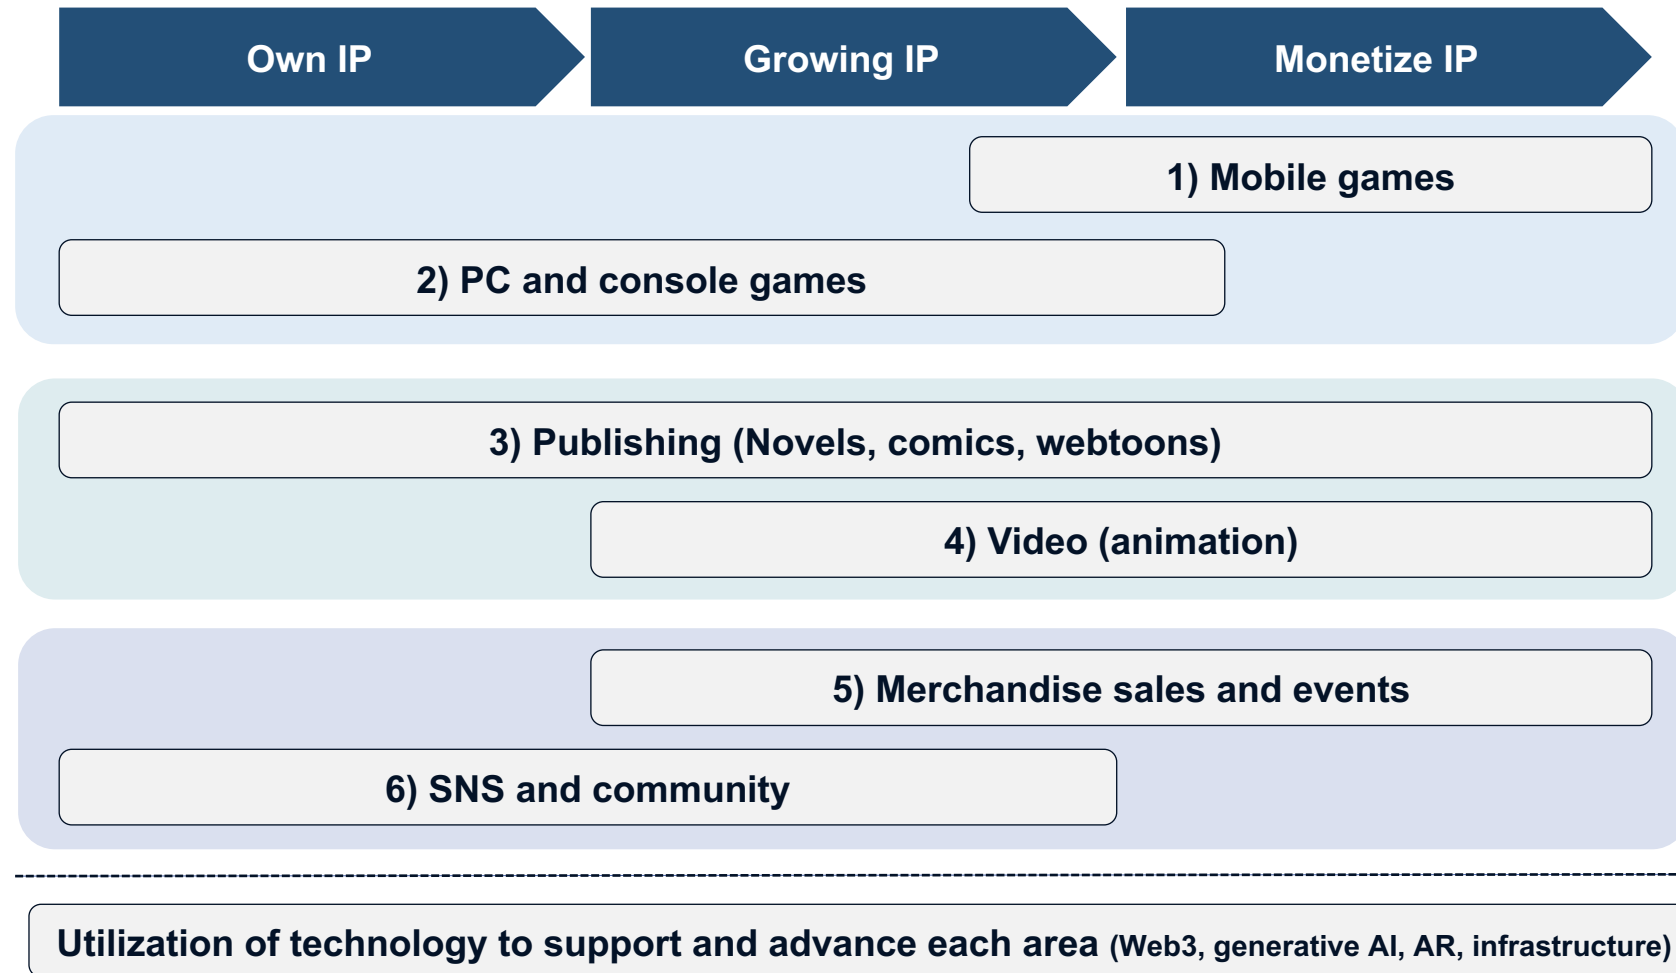 Own IP
Growing IP
Monetize IP
1) Mobile games
2) PC and console games
3) Publishing (Novels, comics, webtoons)
4) Video (animation)
5) Merchandise sales and events
6) SNS and community
Utilization of technology to support and advance each area (Web3, generative AI, AR, infrastructure)